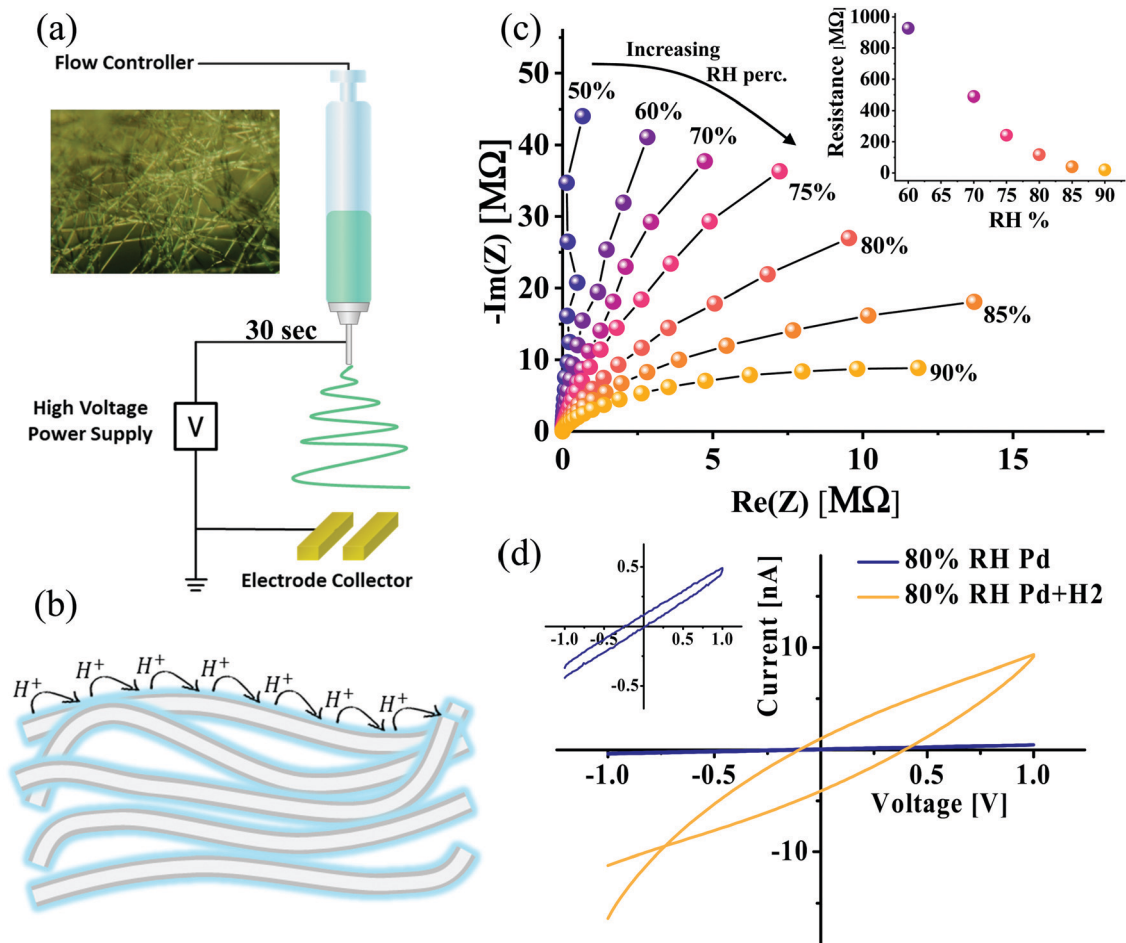 (a)
Flow Controller
30 sec
High Voltage
Power Supply
V
Electrode Collector
(b)
H+
H+
H+
H+
H+
H+
H+
H+
(c)
Increasing
RH perc.
50%
60%
70%
75%
80%
85%
90%
-Im(Z) [MΩ]
50
40
30
20
10
0
0
5
10
15
Re(Z) [MΩ]
Resistance [MΩ]
1000
800
600
400
200
0
60
65
70
75
80
85
90
RH %
(d)
80% RH Pd
80% RH Pd+H2
Current [nA]
10
-10
-1.0
-0.5
0.5
1.0
Voltage [V]
0.5
-0.5
-1.0
-0.5
0.5
1.0